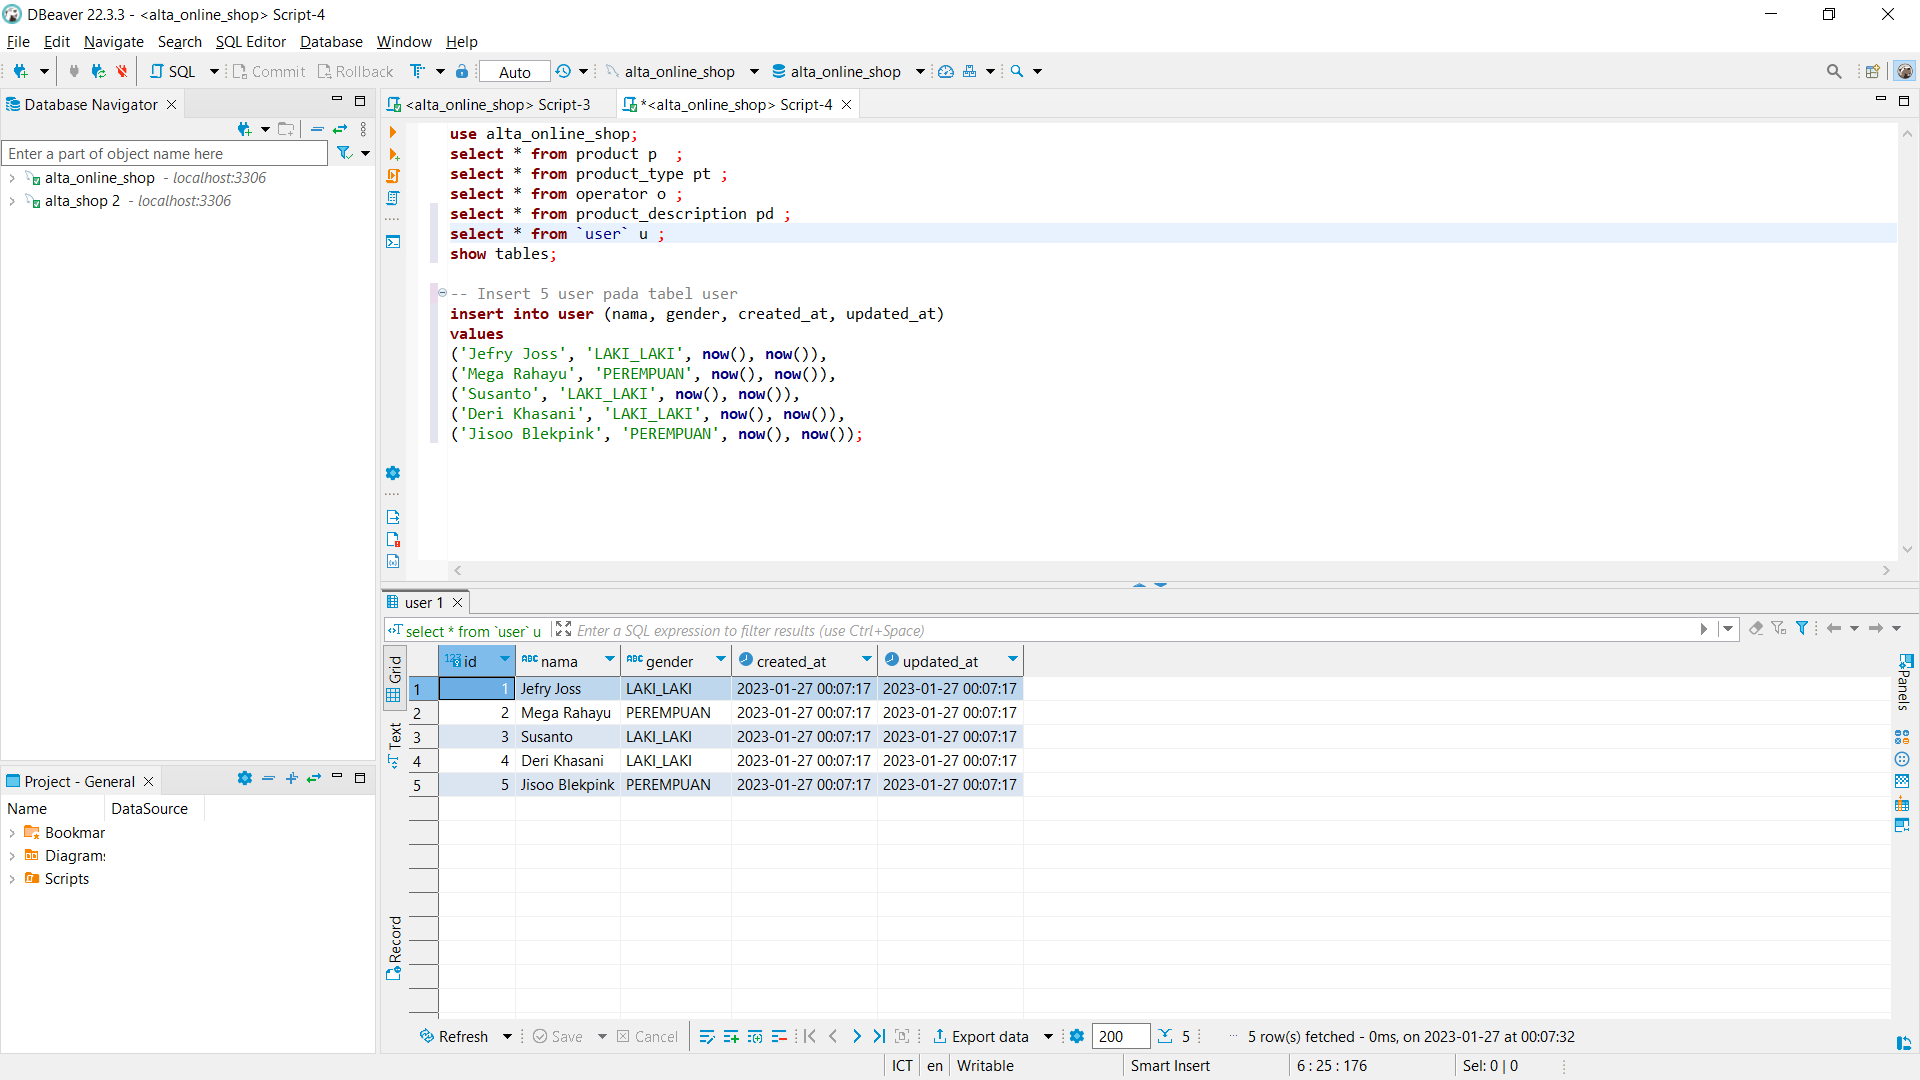 DBeaver 22.3.3 - <alta_online_shop> Script-4
File Edit Navigate Search SQL Editor Database Window Help
SQL Commit Rollback Auto alta_online_shop alta_online_shop
Database Navigator
Enter a part of object name here
alta_online_shop - localhost:3306
alta_shop 2 - localhost:3306
<alta_online_shop> Script-3 *<alta_online_shop> Script-4
use alta_online_shop;
select * from product p  ;
select * from product_type pt ;
select * from operator o ;
select * from product_description pd ;
select * from `user` u ;
show tables;
-- Insert 5 user pada tabel user
insert into user (nama, gender, created_at, updated_at)
values
('Jefry Joss', 'LAKI_LAKI', now(), now()),
('Mega Rahayu', 'PEREMPUAN', now(), now()),
('Susanto', 'LAKI_LAKI', now(), now()),
('Deri Khasani', 'LAKI_LAKI', now(), now()),
('Jisoo Blekpink', 'PEREMPUAN', now(), now());
user 1
select * from `user` u Enter a SQL expression to filter results (use Ctrl+Space)
Grid
Text
Record
Panels
123 id ABC nama ABC gender created_at updated_at
1 1 Jefry Joss LAKI_LAKI 2023-01-27 00:07:17 2023-01-27 00:07:17
2 2 Mega Rahayu PEREMPUAN 2023-01-27 00:07:17 2023-01-27 00:07:17
3 3 Susanto LAKI_LAKI 2023-01-27 00:07:17 2023-01-27 00:07:17
4 4 Deri Khasani LAKI_LAKI 2023-01-27 00:07:17 2023-01-27 00:07:17
5 5 Jisoo Blekpink PEREMPUAN 2023-01-27 00:07:17 2023-01-27 00:07:17
Project - General
Name DataSource
Bookmar
Diagrams
Scripts
Refresh Save Cancel Export data 200 5 ... 5 row(s) fetched - 0ms, on 2023-01-27 at 00:07:32
ICT en Writable Smart Insert 6 : 25 : 176 Sel: 0 | 0